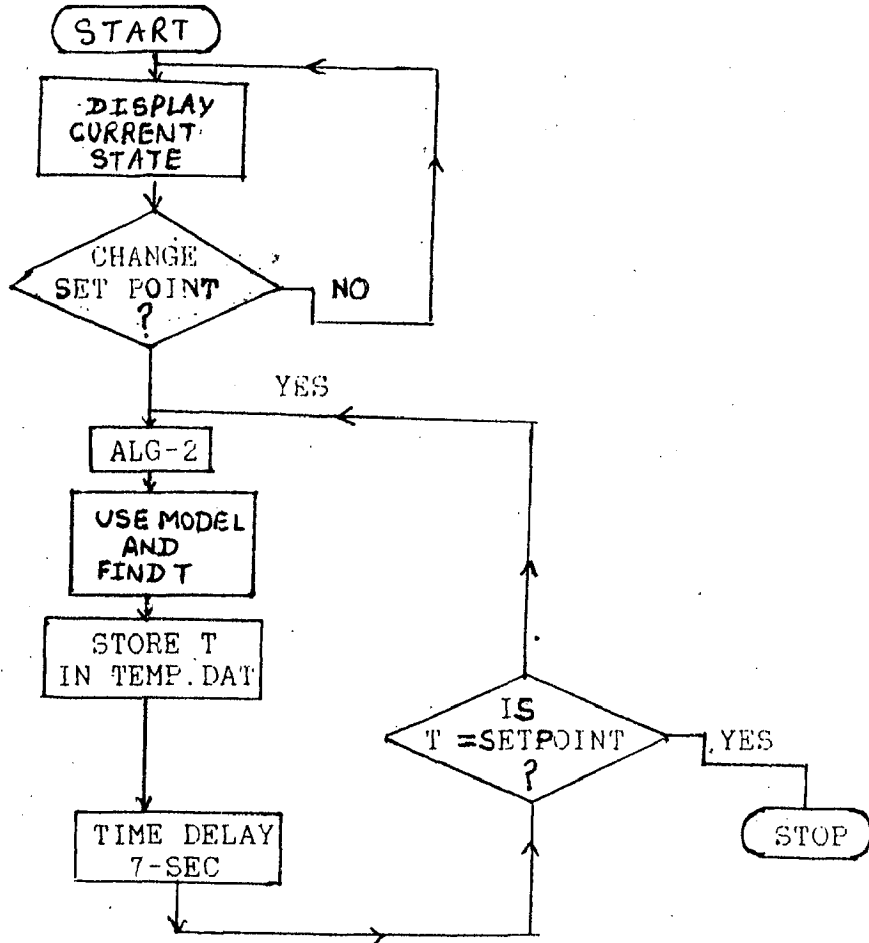 START
DISPLAY
CURRENT
STATE
CHANGE
SET POINT
?
NO
YES
ALG-2
USE MODEL
AND
FIND T
STORE T
IN TEMP.DAT
TIME DELAY
7-SEC
IS
T =SETPOINT
?
YES
STOP